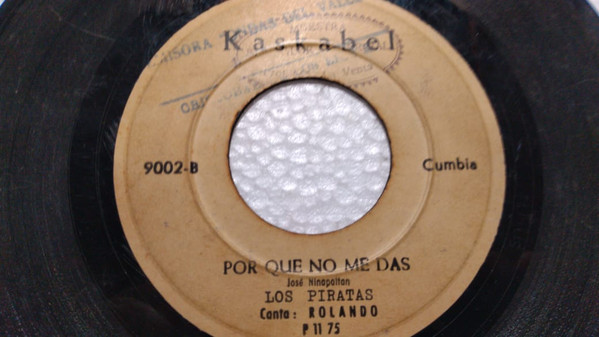 Kaskabel
9002-B
Cumbia
POR QUE NO ME DAS
José Ninapaitan
LOS PIRATAS
Canta: ROLANDO
P 11 75